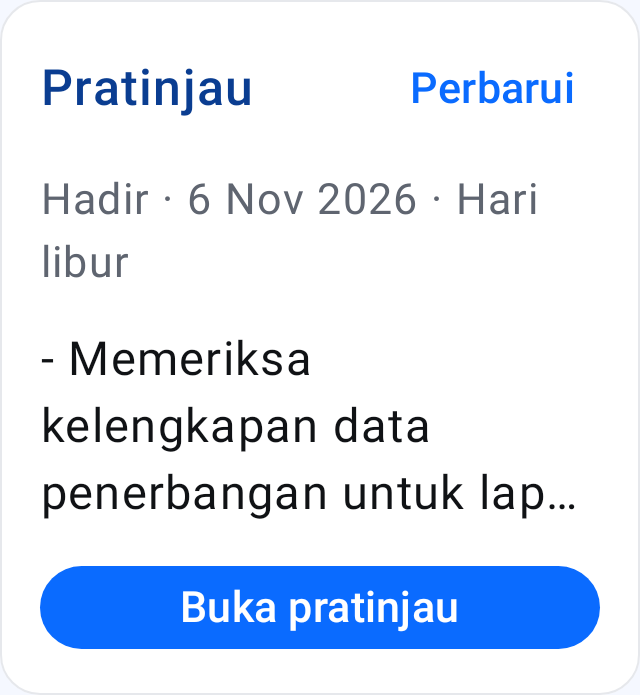 Pratinjau
Perbarui
Hadir · 6 Nov 2026 · Hari
libur
- Memeriksa
kelengkapan data
penerbangan untuk lap…
Buka pratinjau